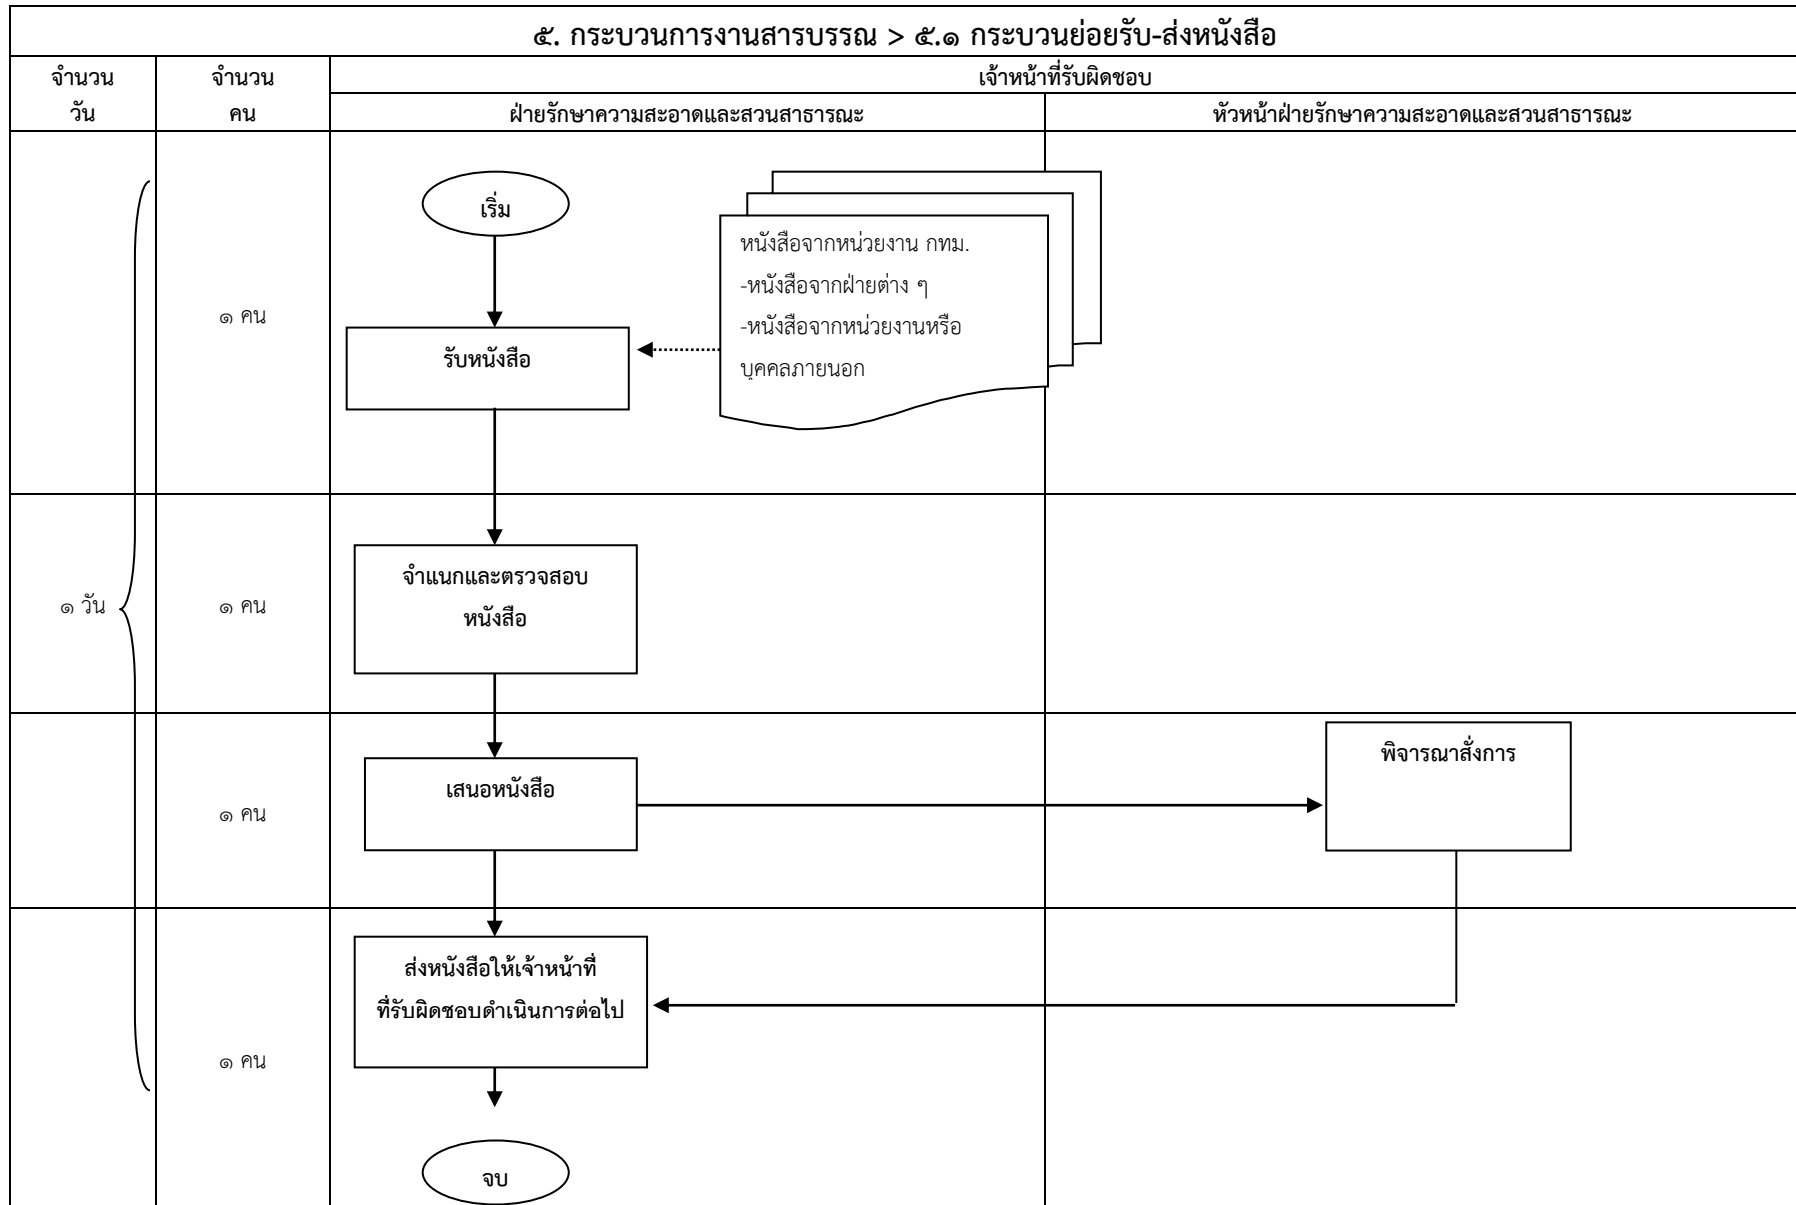 ๕. กระบวนการงานสารบรรณ > ๕.๑ กระบวนย่อยรับ-ส่งหนังสือ
จำนวน
วัน
จำนวน
คน
เจ้าหน้าที่รับผิดชอบ
ฝ่ายรักษาความสะอาดและสวนสาธารณะ
หัวหน้าฝ่ายรักษาความสะอาดและสวนสาธารณะ
เริ่ม
หนังสือจากหน่วยงาน กทม.
-หนังสือจากฝ่ายต่าง ๆ
-หนังสือจากหน่วยงานหรือ
บุคคลภายนอก
๑ คน
รับหนังสือ
๑ วัน
๑ คน
จำแนกและตรวจสอบ
หนังสือ
๑ คน
เสนอหนังสือ
พิจารณาสั่งการ
๑ คน
ส่งหนังสือให้เจ้าหน้าที่
ที่รับผิดชอบดำเนินการต่อไป
จบ